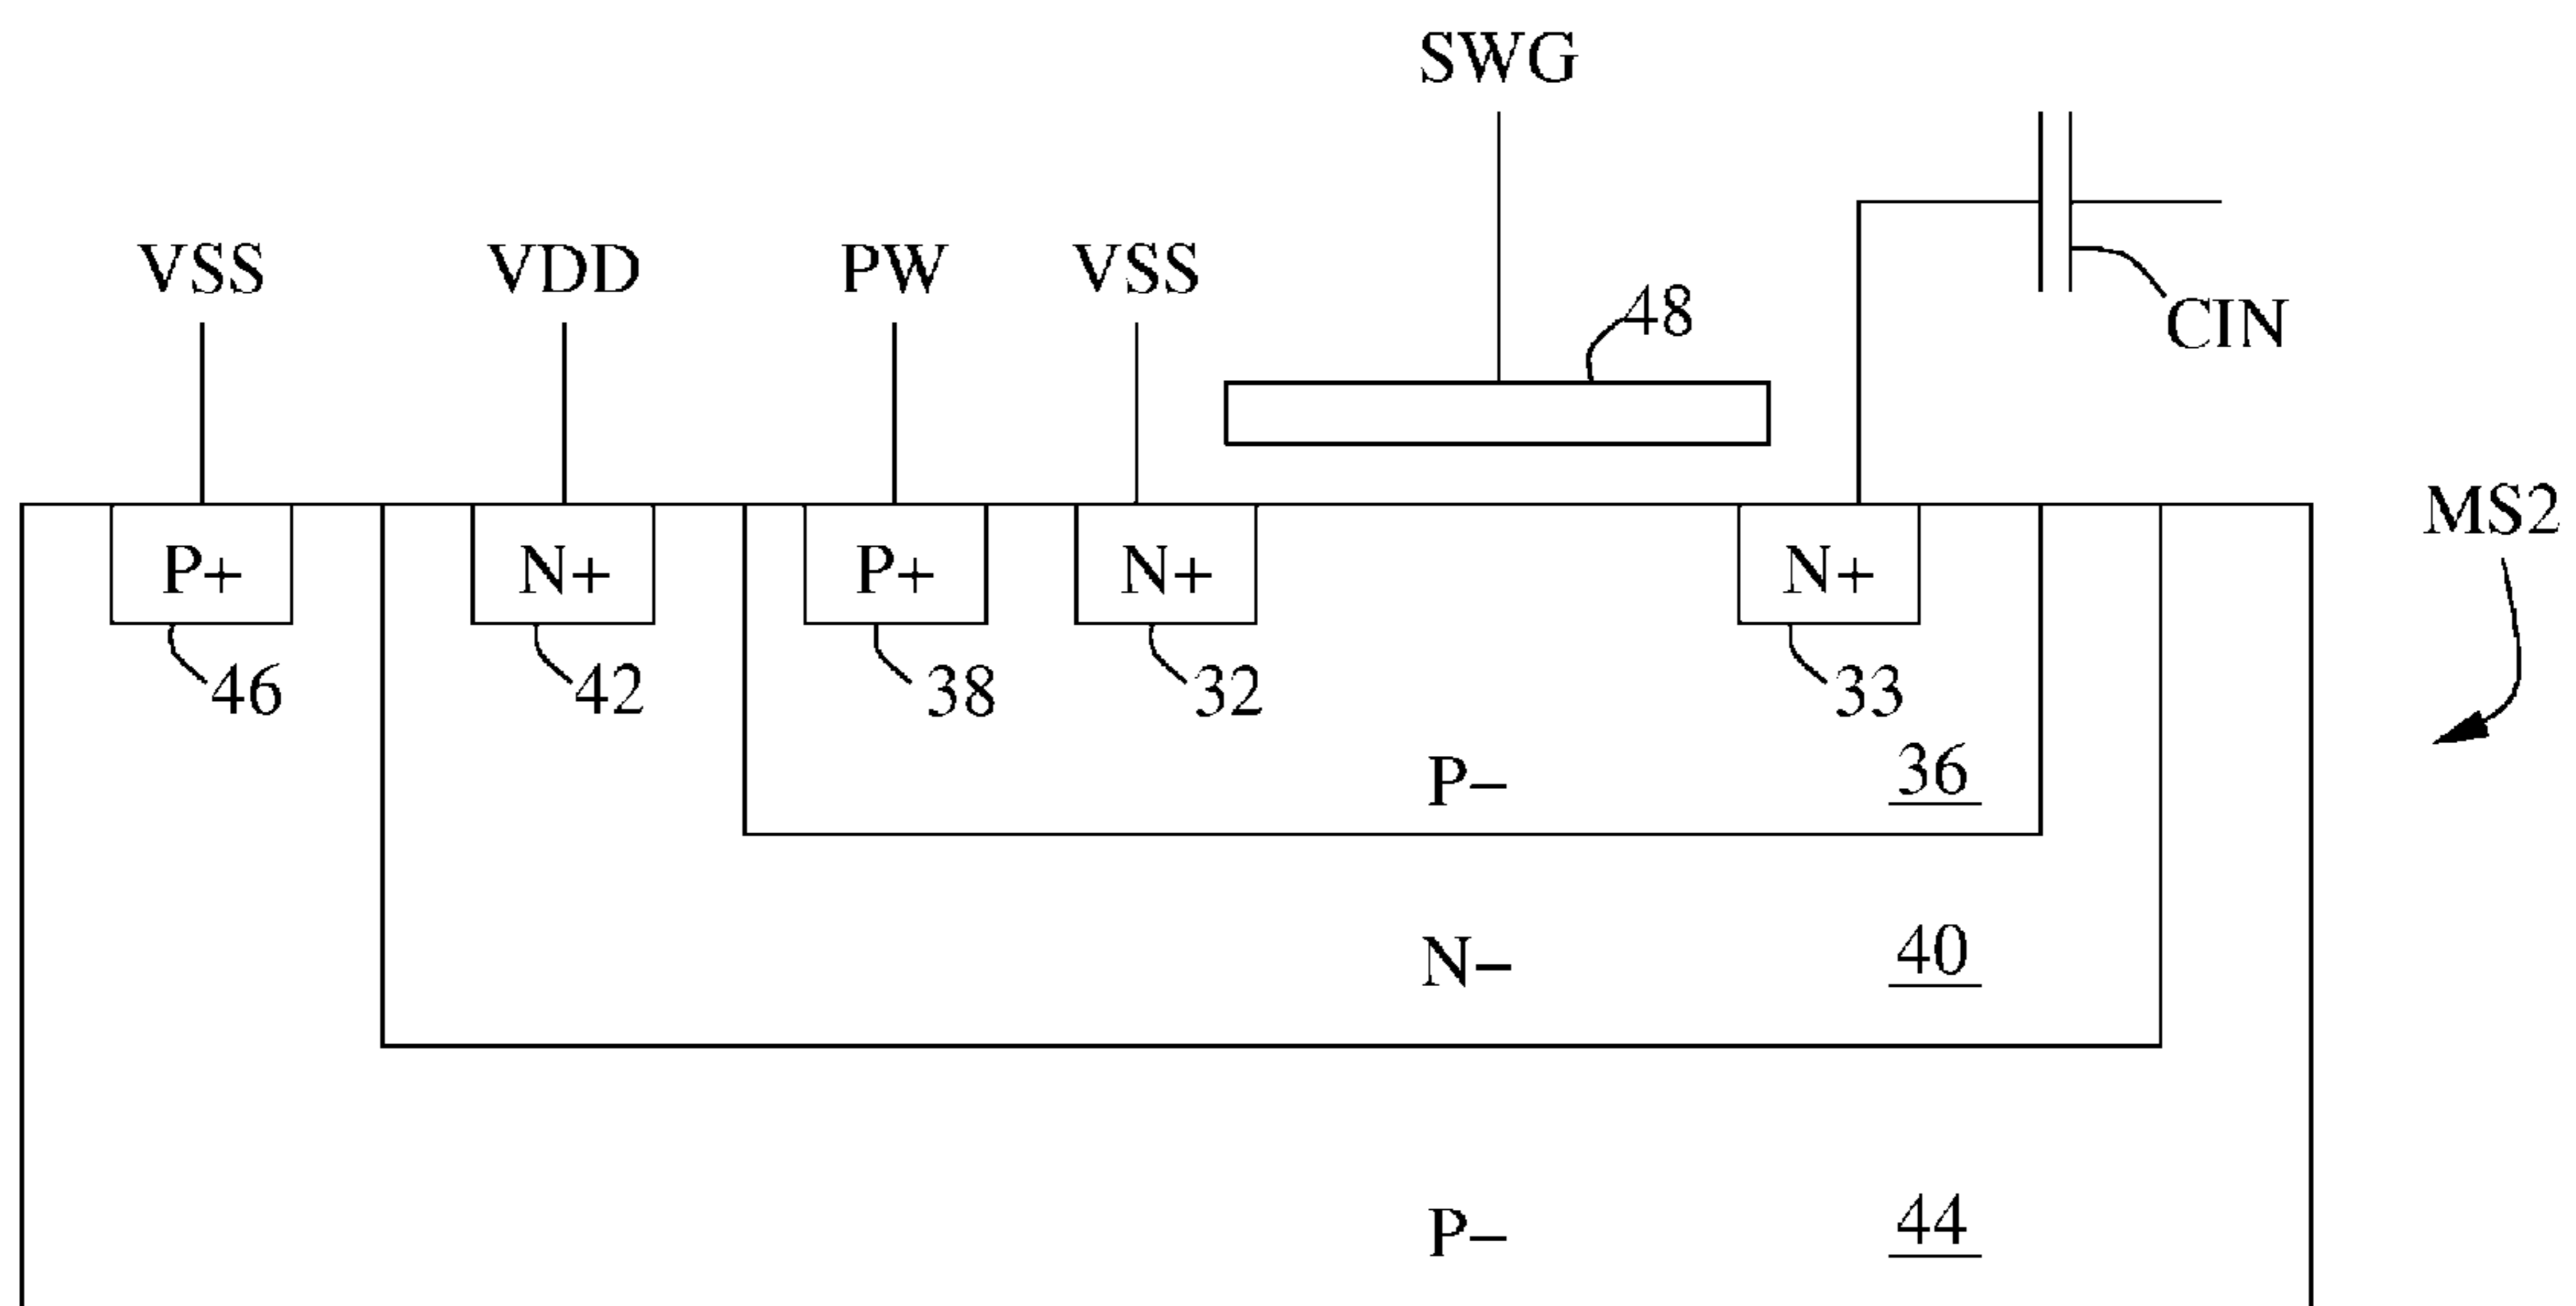 SWG
VSS VDD PW VSS
48
CIN
MS2
P+ N+ P+ N+ N+
46 42 38 32 33
P− 36
N− 40
P− 44